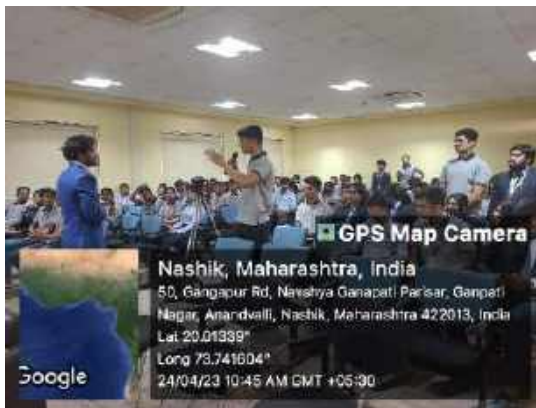 GPS Map Camera
Nashik, Maharashtra, India
50, Gangapur Rd, Navshya Ganapati Parisar, Ganpati
Nagar, Anandvalli, Nashik, Maharashtra 422013, India
Lat 20.01339°
Long 73.741604°
24/04/23 10:45 AM GMT +05:30
Google